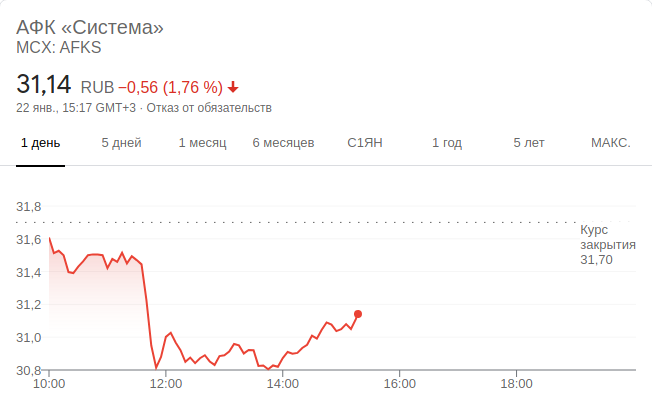 АФК «Система»
MCX: AFKS
31,14 RUB −0,56 (1,76 %)
22 янв., 15:17 GMT+3 · Отказ от обязательств
1 день 5 дней 1 месяц 6 месяцев С1ЯН 1 год 5 лет МАКС.
31,8
Курс
закрытия
31,70
31,6
31,4
31,2
31,0
30,8
10:00 12:00 14:00 16:00 18:00